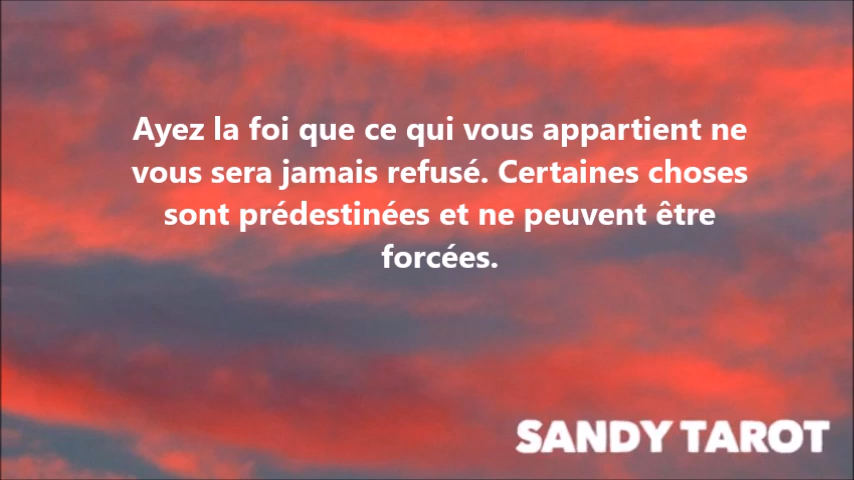 Ayez la foi que ce qui vous appartient ne
vous sera jamais refusé. Certaines choses
sont prédestinées et ne peuvent être
forcées.
SANDY TAROT